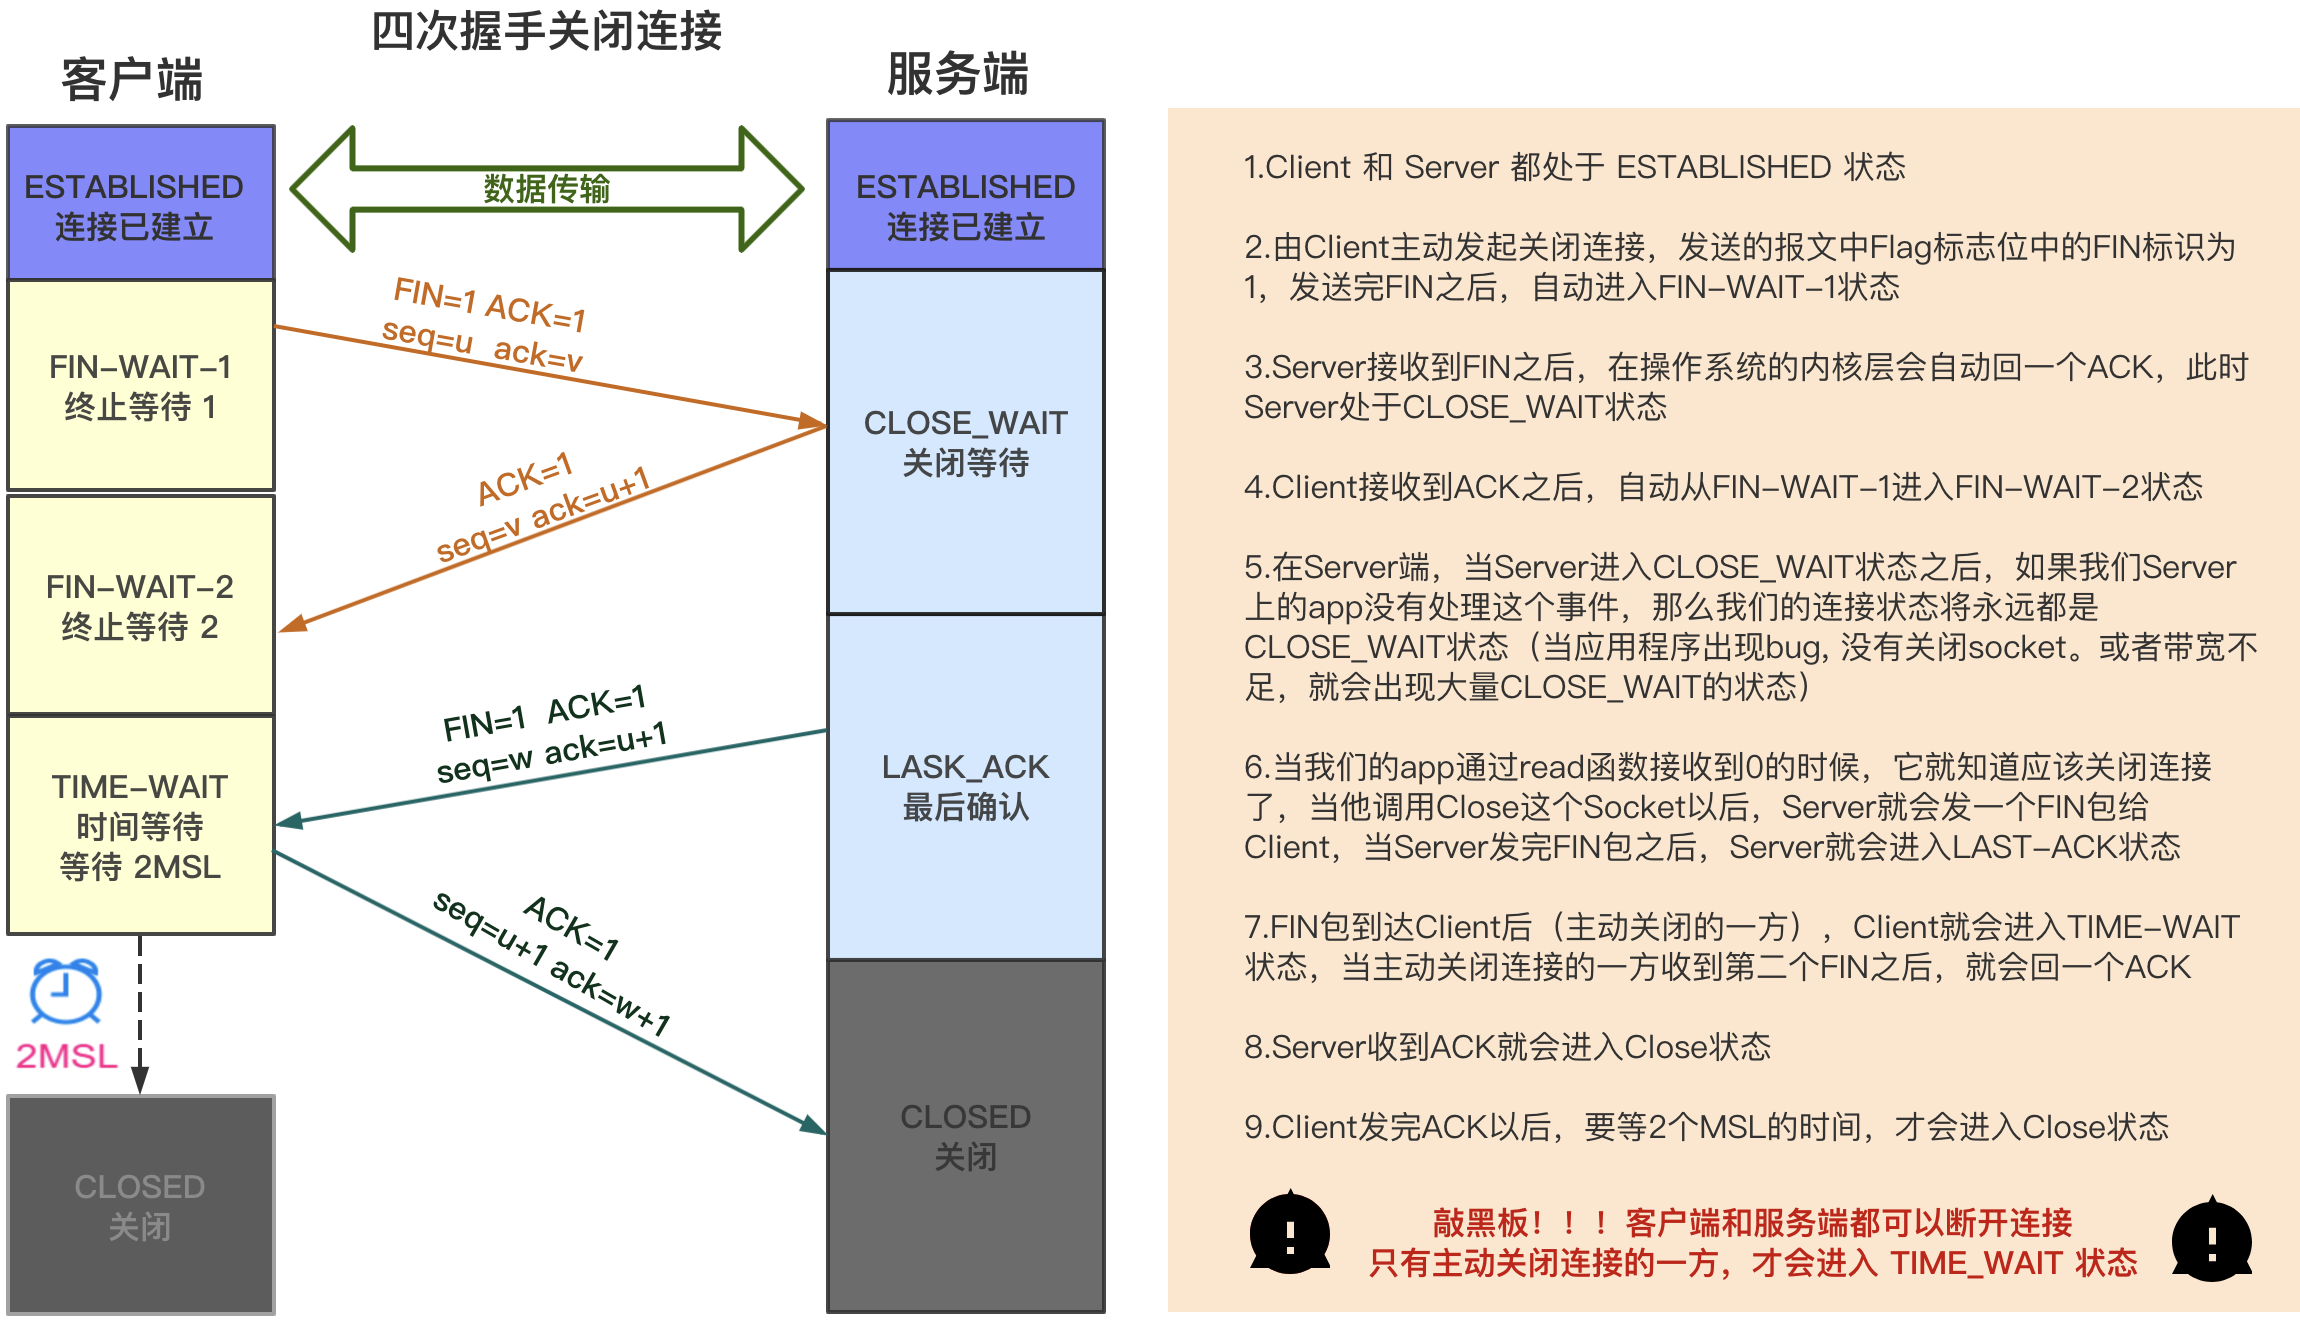 四次握手关闭连接
客户端
服务端
ESTABLISHED
连接已建立
数据传输
ESTABLISHED
连接已建立
FIN=1 ACK=1
seq=u ack=v
FIN-WAIT-1
终止等待 1
CLOSE_WAIT
关闭等待
ACK=1
seq=v ack=u+1
FIN-WAIT-2
终止等待 2
FIN=1 ACK=1
seq=w ack=u+1
LASK_ACK
最后确认
TIME-WAIT
时间等待
等待 2MSL
ACK=1
seq=u+1 ack=w+1
2MSL
CLOSED
关闭
CLOSED
关闭
1.Client 和 Server 都处于 ESTABLISHED 状态
2.由Client主动发起关闭连接，发送的报文中Flag标志位中的FIN标识为
1，发送完FIN之后，自动进入FIN-WAIT-1状态
3.Server接收到FIN之后，在操作系统的内核层会自动回一个ACK，此时
Server处于CLOSE_WAIT状态
4.Client接收到ACK之后，自动从FIN-WAIT-1进入FIN-WAIT-2状态
5.在Server端，当Server进入CLOSE_WAIT状态之后，如果我们Server
上的app没有处理这个事件，那么我们的连接状态将永远都是
CLOSE_WAIT状态（当应用程序出现bug, 没有关闭socket。或者带宽不
足，就会出现大量CLOSE_WAIT的状态）
6.当我们的app通过read函数接收到0的时候，它就知道应该关闭连接
了，当他调用Close这个Socket以后，Server就会发一个FIN包给
Client，当Server发完FIN包之后，Server就会进入LAST-ACK状态
7.FIN包到达Client后（主动关闭的一方），Client就会进入TIME-WAIT
状态，当主动关闭连接的一方收到第二个FIN之后，就会回一个ACK
8.Server收到ACK就会进入Close状态
9.Client发完ACK以后，要等2个MSL的时间，才会进入Close状态
敲黑板！！！客户端和服务端都可以断开连接
只有主动关闭连接的一方，才会进入 TIME_WAIT 状态